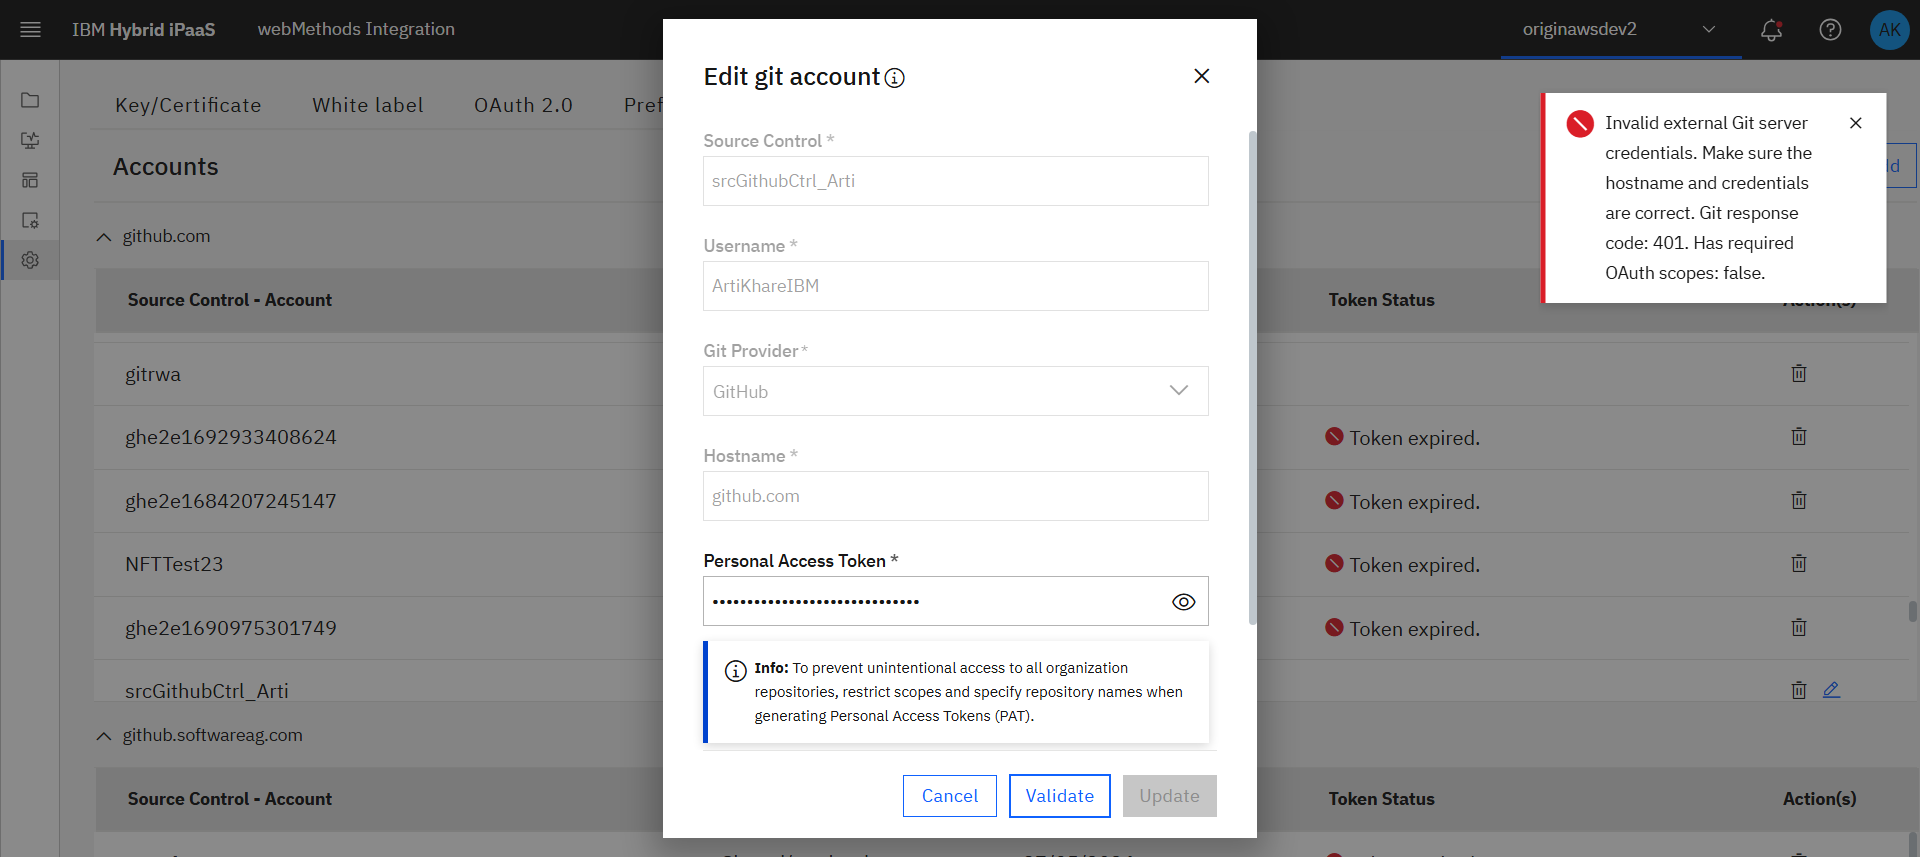 IBM Hybrid iPaaS
webMethods Integration
originawsdev2
AK
Key/Certificate
White label
OAuth 2.0
Pref
Accounts
github.com
Source Control - Account
Token Status
Action(s)
gitrwa
ghe2e1692933408624
Token expired.
ghe2e1684207245147
Token expired.
NFTTest23
Token expired.
ghe2e1690975301749
Token expired.
srcGithubCtrl_Arti
github.softwareag.com
Source Control - Account
Token Status
Action(s)
Token expired.
Edit git account
Source Control *
srcGithubCtrl_Arti
Username *
ArtiKhareIBM
Git Provider*
GitHub
Hostname *
github.com
Personal Access Token *
••••••••••••••••••••••••••••••
Info: To prevent unintentional access to all organization
repositories, restrict scopes and specify repository names when
generating Personal Access Tokens (PAT).
Cancel
Validate
Update
Invalid external Git server
credentials. Make sure the
hostname and credentials
are correct. Git response
code: 401. Has required
OAuth scopes: false.